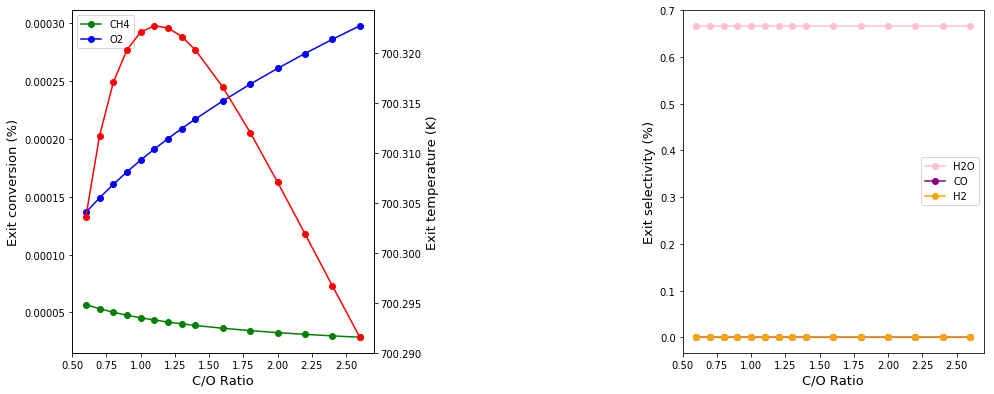 CH4
O2
0.00030
0.00025
0.00020
0.00015
0.00010
0.00005
Exit conversion (%)
0.50 0.75 1.00 1.25 1.50 1.75 2.00 2.25 2.50
C/O Ratio
700.320
700.315
700.310
700.305
700.300
700.295
700.290
Exit temperature (K)
0.7
0.6
0.5
0.4
0.3
0.2
0.1
0.0
Exit selectivity (%)
H2O
CO
H2
0.50 0.75 1.00 1.25 1.50 1.75 2.00 2.25 2.50
C/O Ratio